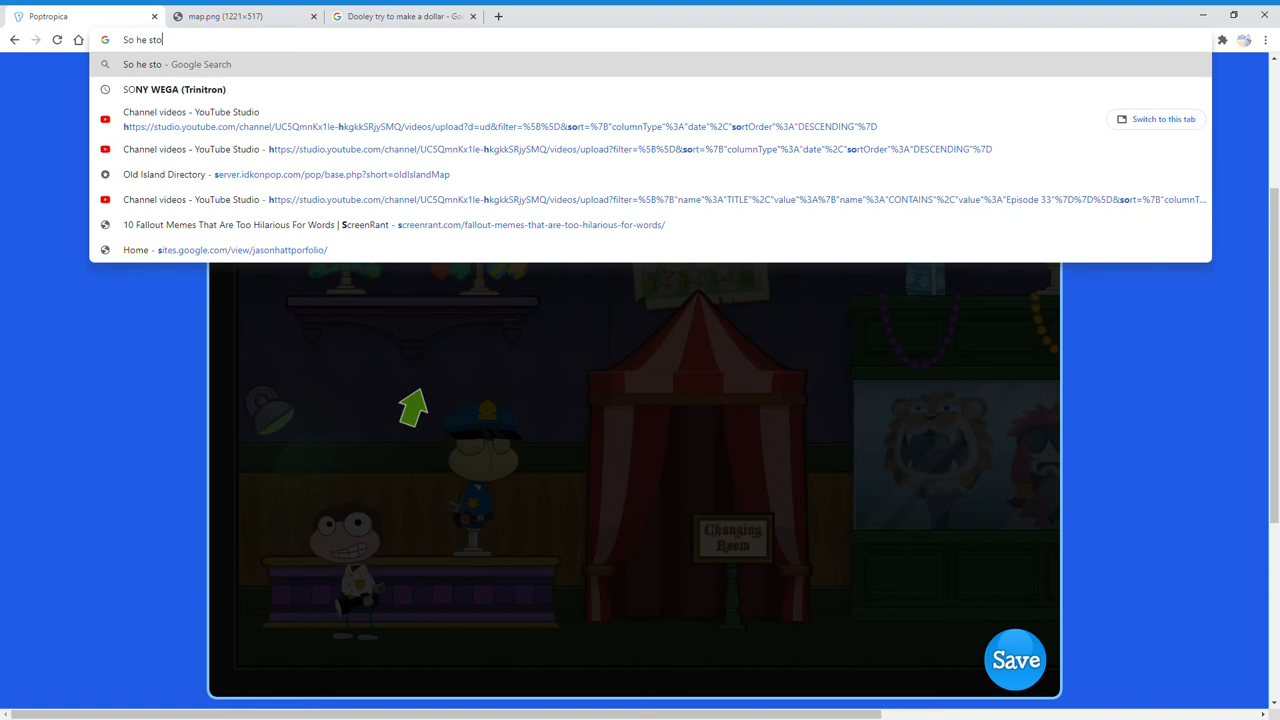 Poptropica
map.png (1221×517)
Dooley try to make a dollar - Go
So he sto
So he sto - Google Search
SONY WEGA (Trinitron)
Channel videos - YouTube Studio
https://studio.youtube.com/channel/UC5QmnKx1Ie-hkgkkSRjySMQ/videos/upload?d=ud&filter=%5B%5D&sort=%7B"columnType"%3A"date"%2C"sortOrder"%3A"DESCENDING"%7D
Switch to this tab
Channel videos - YouTube Studio - https://studio.youtube.com/channel/UC5QmnKx1Ie-hkgkkSRjySMQ/videos/upload?filter=%5B%5D&sort=%7B"columnType"%3A"date"%2C"sortOrder"%3A"DESCENDING"%7D
Old Island Directory - server.idkonpop.com/pop/base.php?short=oldIslandMap
Channel videos - YouTube Studio - https://studio.youtube.com/channel/UC5QmnKx1Ie-hkgkkSRjySMQ/videos/upload?filter=%5B%7B"name"%3A"TITLE"%2C"value"%3A%7B"name"%3A"CONTAINS"%2C"value"%3A"Episode 33"%7D%7D%5D&sort=%7B"columnT...
10 Fallout Memes That Are Too Hilarious For Words | ScreenRant - screenrant.com/fallout-memes-that-are-too-hilarious-for-words/
Home - sites.google.com/view/jasonhattporfolio/
Changing
Room
Save